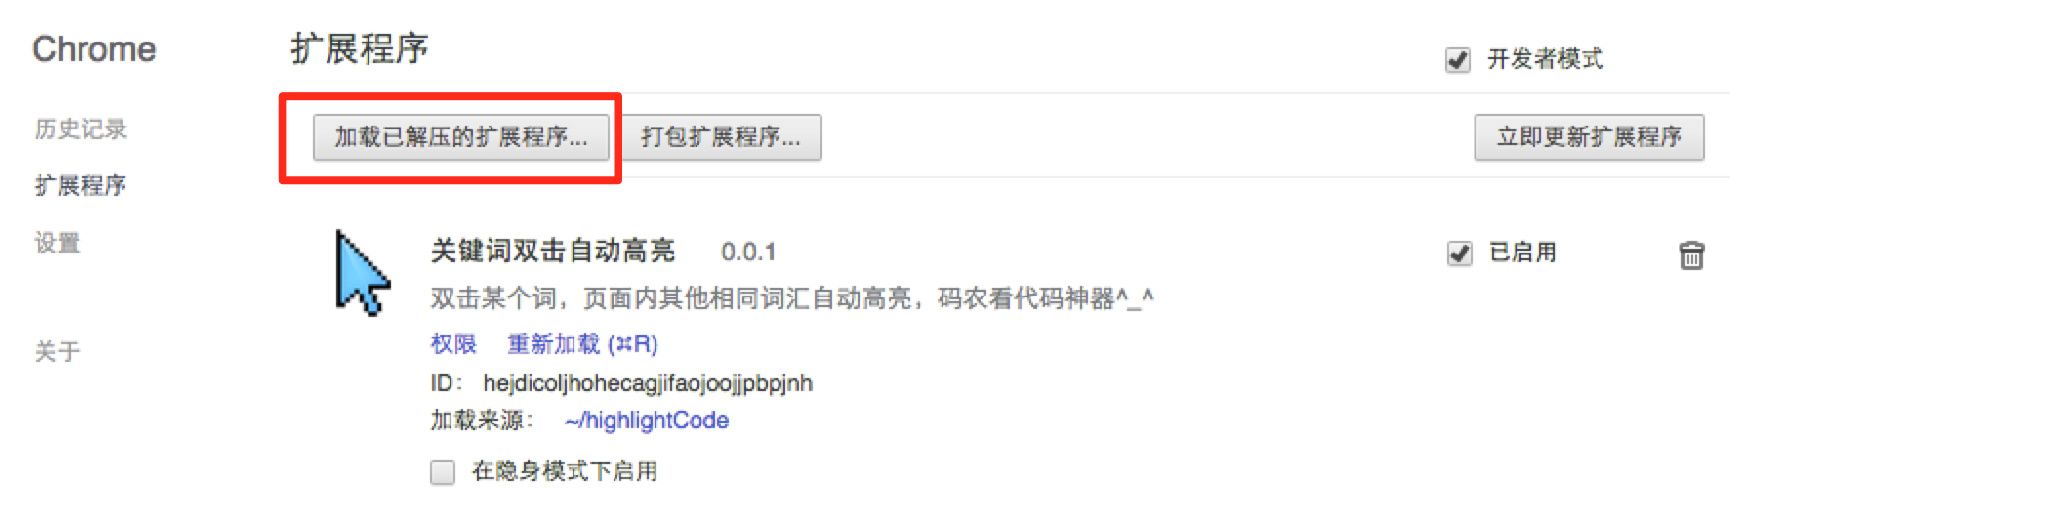 Chrome
扩展程序
开发者模式
历史记录
加载已解压的扩展程序...
打包扩展程序...
立即更新扩展程序
扩展程序
设置
关键词双击自动高亮 0.0.1
已启用
双击某个词，页面内其他相同词汇自动高亮，码农看代码神器^_^
权限 重新加载 (⌘R)
关于
ID： hejdicoljhohecagjifaojoojjpbpjnh
加载来源： ~/highlightCode
在隐身模式下启用